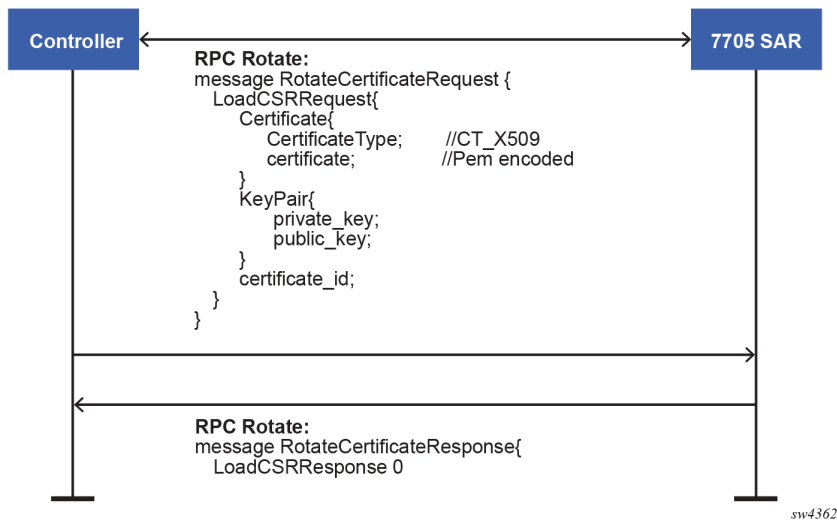 Controller
7705 SAR
RPC Rotate:
message RotateCertificateRequest {
LoadCSRRequest{
Certificate{
CertificateType; //CT_X509
certificate; //Pem encoded
}
KeyPair{
private_key;
public_key;
}
certificate_id;
}
}
RPC Rotate:
message RotateCertificateResponse{
LoadCSRResponse 0
sw4362